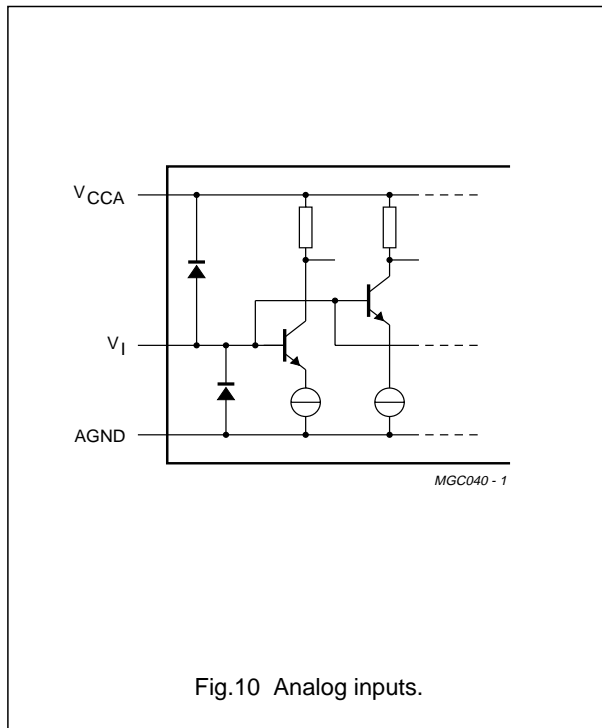 VCCA
VI
AGND
MGC040 - 1
Fig.10 Analog inputs.